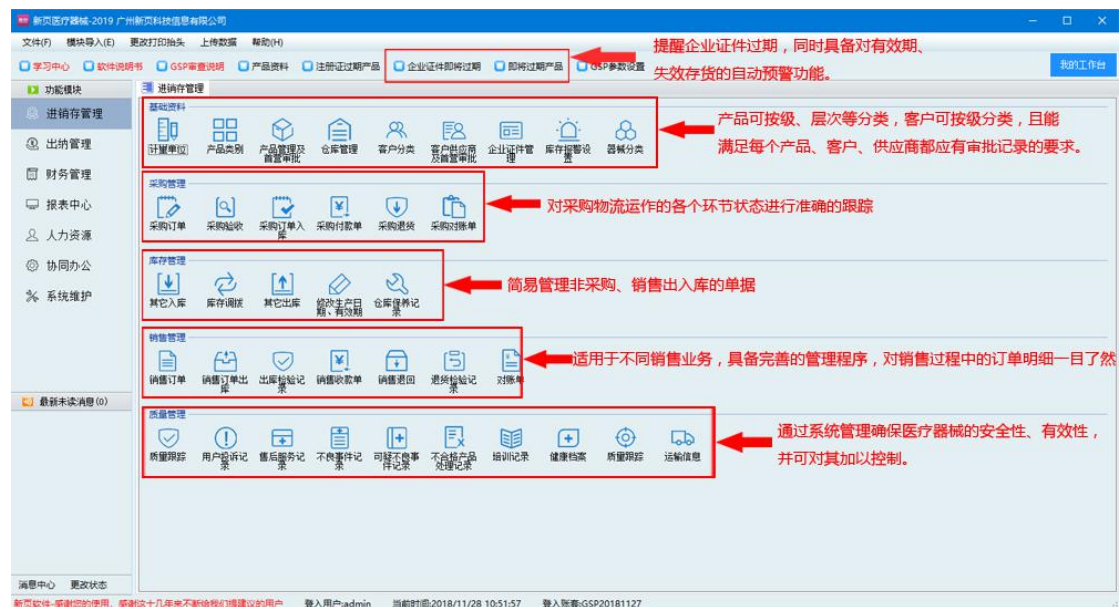 新页医疗器械-2019 广州新页科技信息有限公司
文件(F) 模块导入(E) 更改打印抬头 上传数据 帮助(H)
学习中心 软件说明书 GSP审查说明 产品资料 注册证过期产品 企业证件即将过期 即将过期产品 GSP参数设置 我的工作台
提醒企业证件过期，同时具备对有效期、
失效存货的自动预警功能。
功能模块
进销存管理
出纳管理
财务管理
报表中心
人力资源
协同办公
系统维护
最新未读消息(0)
消息中心 更改状态
进销存管理
基础资料
计量单位 产品类别 产品管理及首营审批 仓库管理 客户分类 客户供应商及首营审批 企业证件管理 库存报警设置 器械分类
产品可按级、层次等分类，客户可按级分类，且能
满足每个产品、客户、供应商都应有审批记录的要求。
采购管理
采购订单 采购验收 采购订单入库 采购付款单 采购退货 采购对账单
对采购物流运作的各个环节状态进行准确的跟踪
库存管理
其它入库 库存调拨 其它出库 修改生产日期、有效期 仓库保养记录
简易管理非采购、销售出入库的单据
销售管理
销售订单 销售订单出库 出库检验记录 销售收款单 销售退回 退货检验记录 对账单
适用于不同销售业务，具备完善的管理程序，对销售过程中的订单明细一目了然
质量管理
质量跟踪 用户投诉记录 售后服务记录 不良事件记录 可疑不良事件记录 不合格产品处理记录 培训记录 健康档案 质量跟踪 运输信息
通过系统管理确保医疗器械的安全性、有效性，
并可对其加以控制。
新页软件-感谢您的使用，感谢这十几年来不断给我们提建议的用户 登入用户:admin 当前时间:2018/11/28 10:51:57 登入账套:GSP20181127